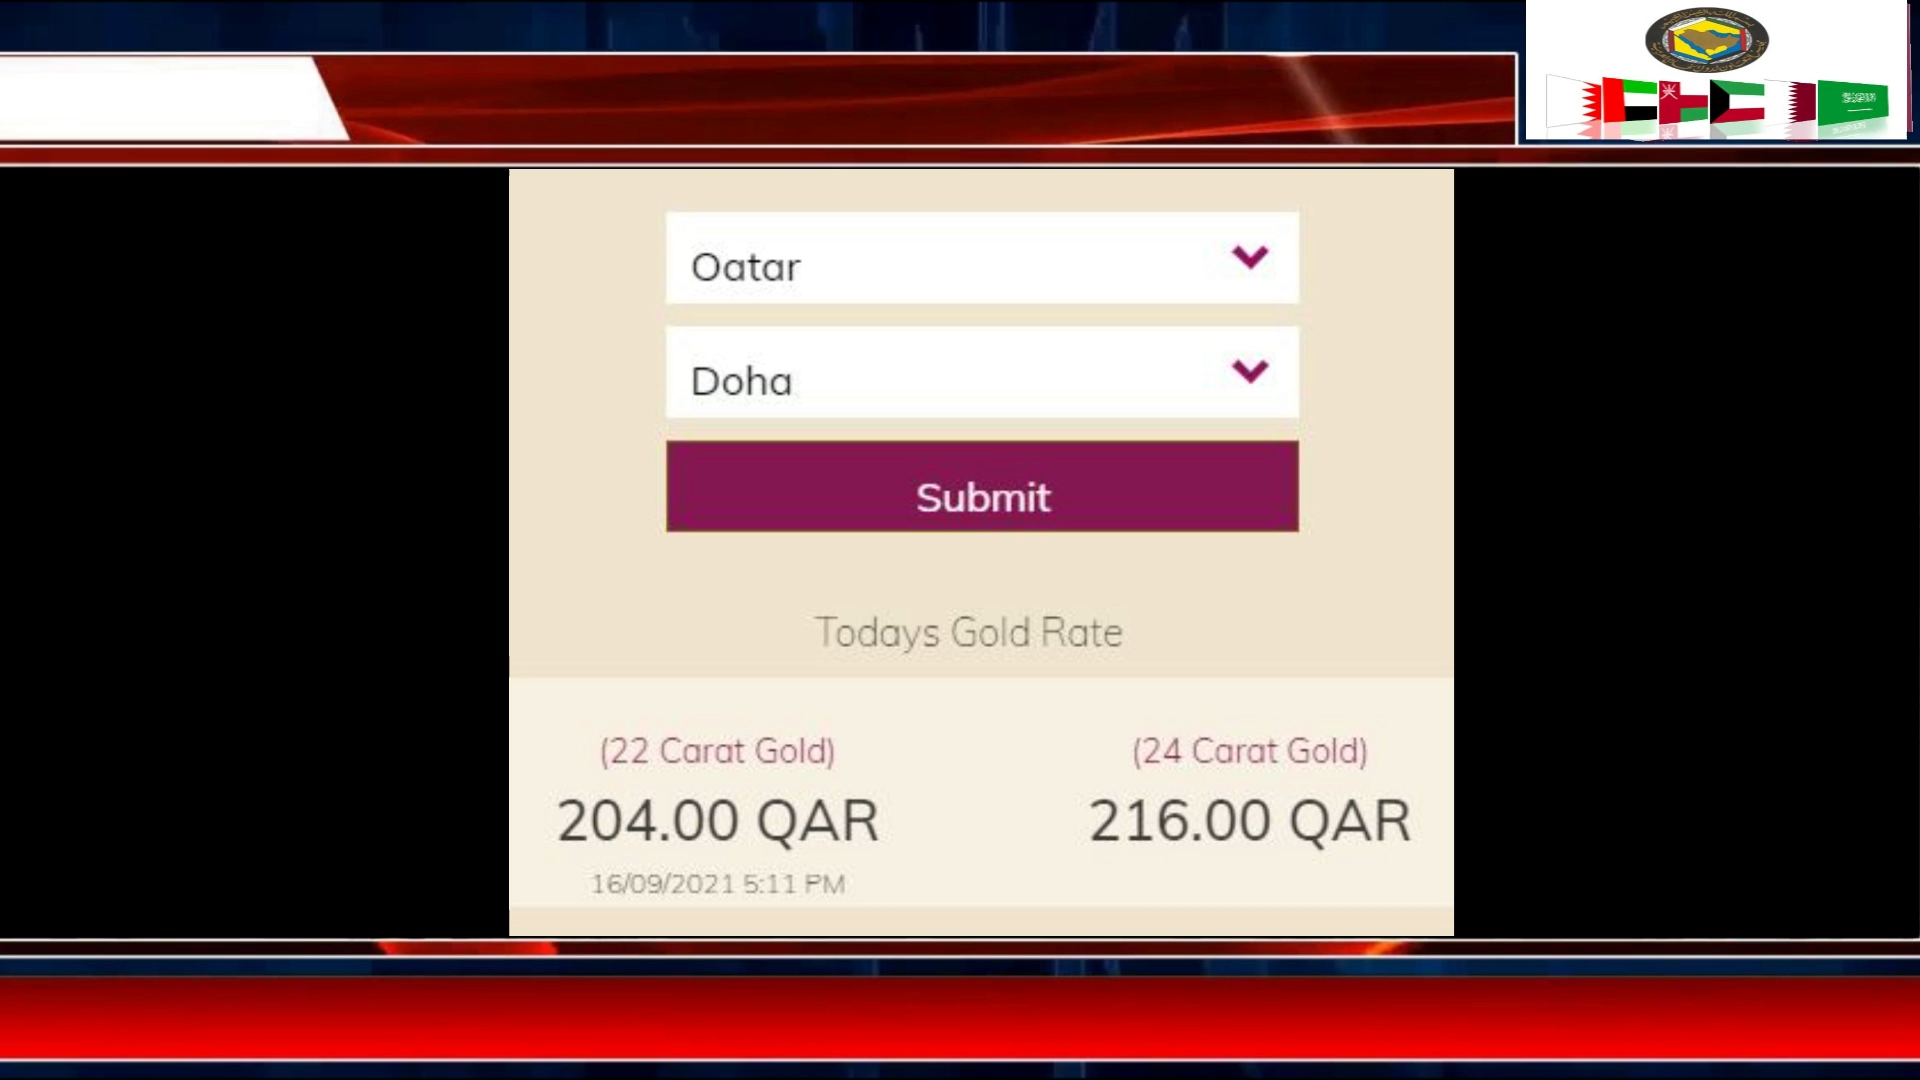 Oatar
Doha
Submit
Todays Gold Rate
(22 Carat Gold)
(24 Carat Gold)
204.00 QAR
216.00 QAR
16/09/2021 5:11 PM